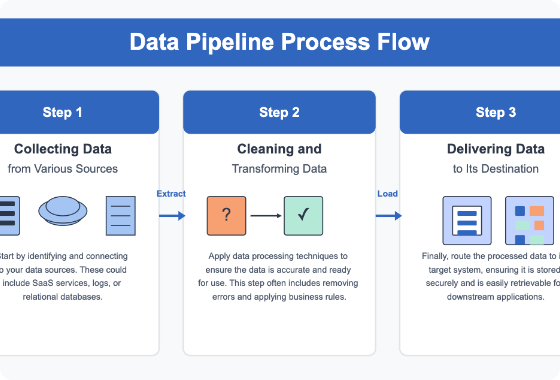 Data Pipeline Process Flow
Step 1
Collecting Data
from Various Sources
Start by identifying and connecting
to your data sources. These could
include SaaS services, logs, or
relational databases.
Extract
Step 2
Cleaning and
Transforming Data
?
✓
Apply data processing techniques to
ensure the data is accurate and ready
for use. This step often includes removing
errors and applying business rules.
Load
Step 3
Delivering Data
to Its Destination
Finally, route the processed data to
target system, ensuring it is stored
securely and is easily retrievable
downstream applications.